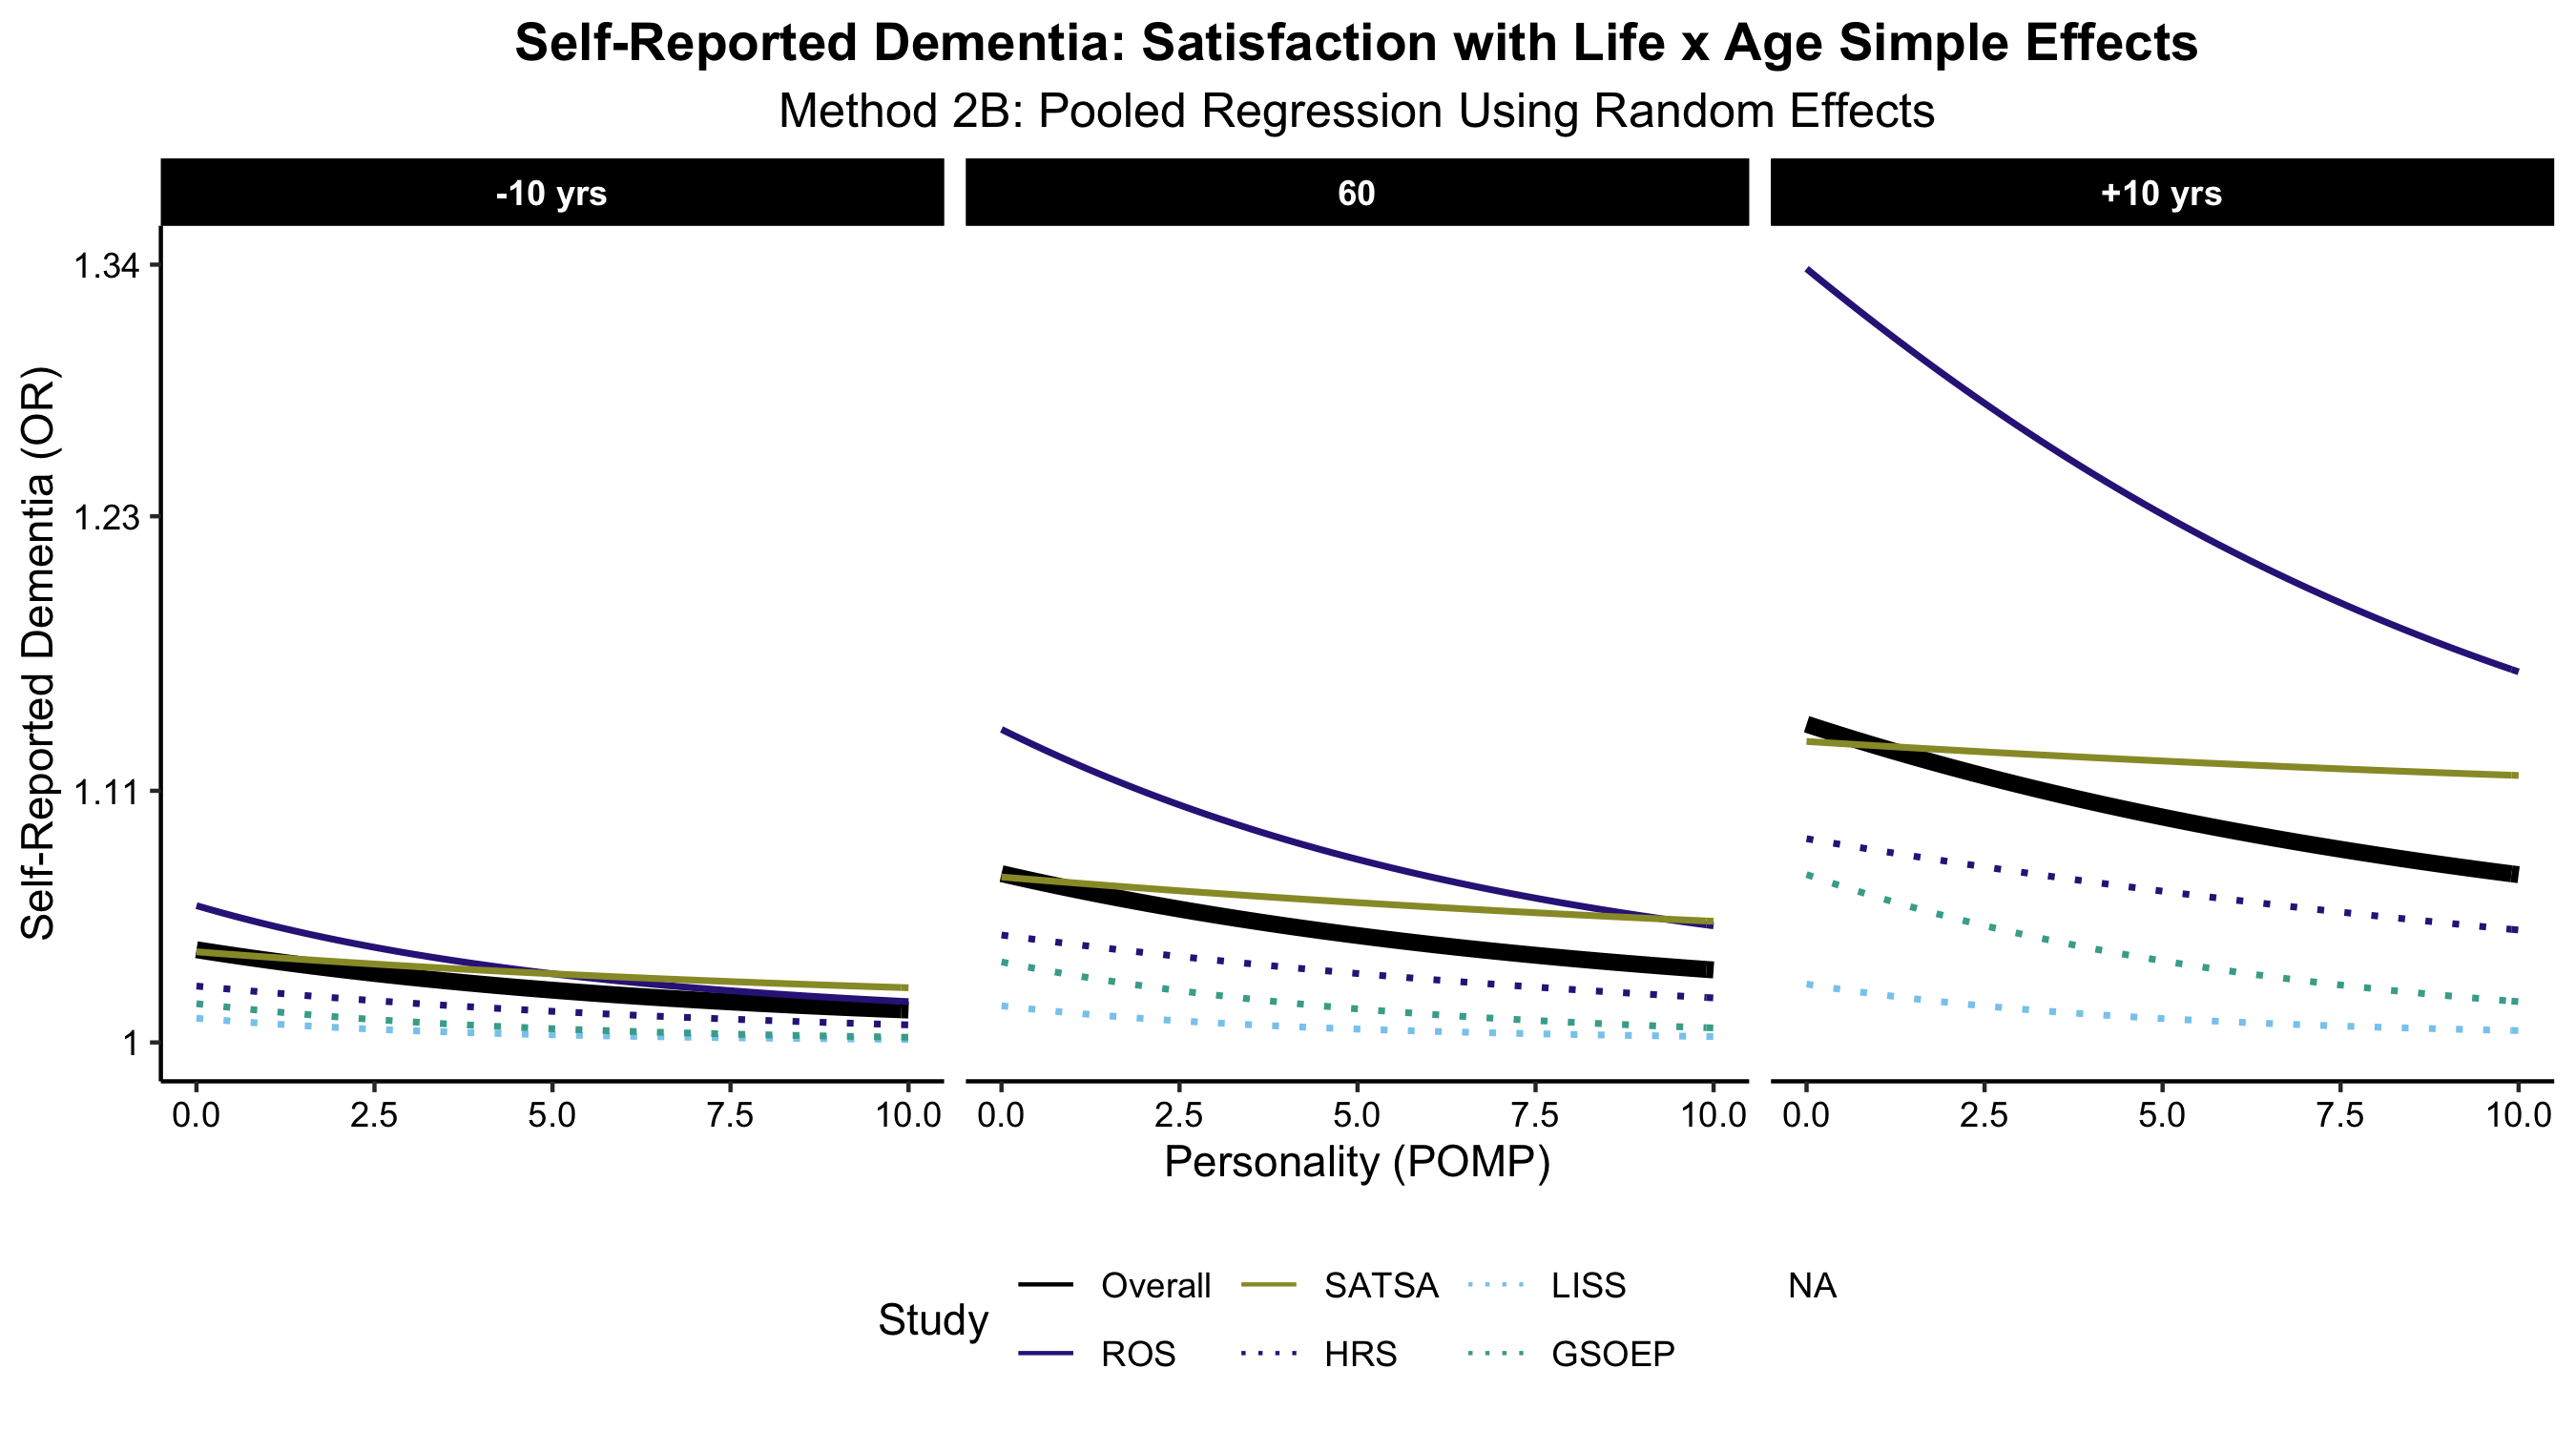 Self-Reported Dementia: Satisfaction with Life x Age Simple Effects
Method 2B: Pooled Regression Using Random Effects
-10 yrs 60 +10 yrs
Self-Reported Dementia (OR)
1.34
1.23
1.11
1
0.0 2.5 5.0 7.5 10.0 0.0 2.5 5.0 7.5 10.0 0.0 2.5 5.0 7.5 10.0
Personality (POMP)
Study
Overall SATSA LISS NA
ROS HRS GSOEP